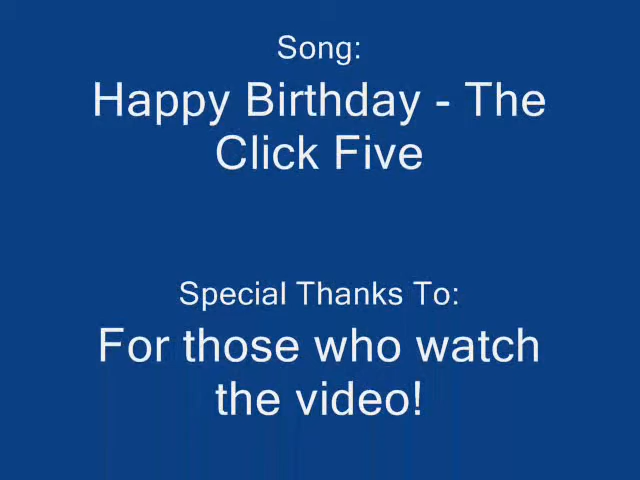 Song:
Happy Birthday - The
Click Five
Special Thanks To:
For those who watch
the video!